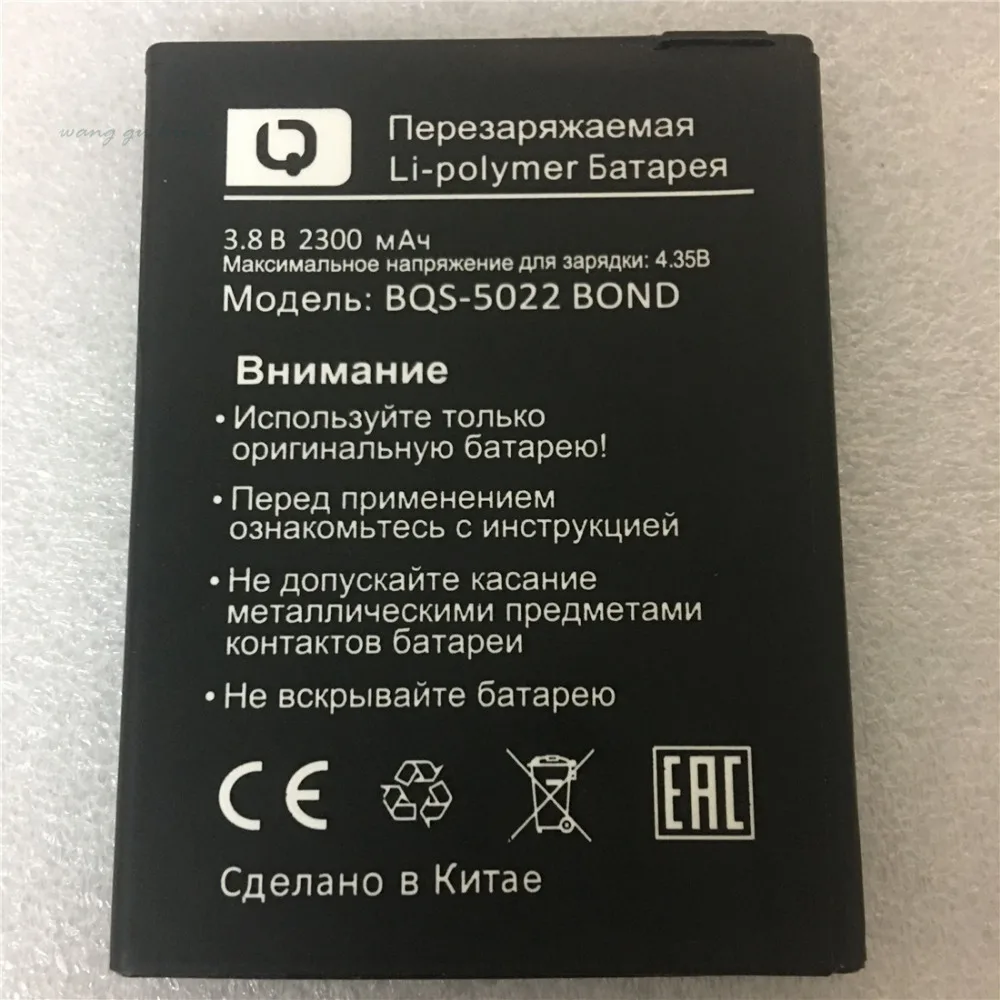 Перезаряжаемая
Li-polymer Батарея
3.8 В 2300 мАч
Максимальное напряжение для зарядки: 4.35В
Модель: BQS-5022 BOND
Внимание
• Используйте только
оригинальную батарею!
• Перед применением
ознакомьтесь с инструкцией
• Не допускайте касание
металлическими предметами
контактов батареи
• Не вскрывайте батарею
CE
EAC
Сделано в Китае
wang